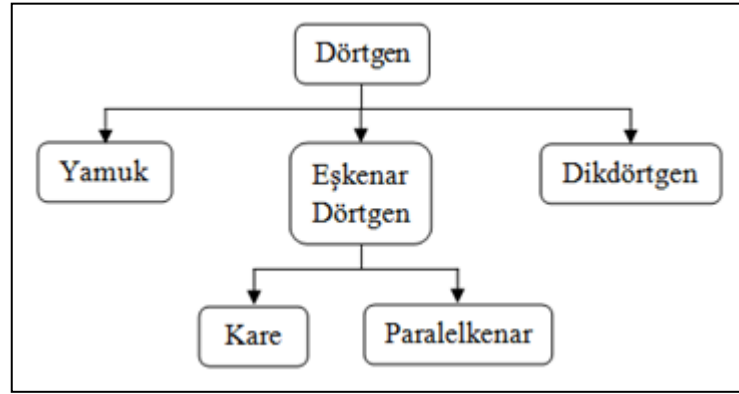 Dörtgen
Yamuk
Eşkenar
Dörtgen
Dikdörtgen
Kare
Paralelkenar